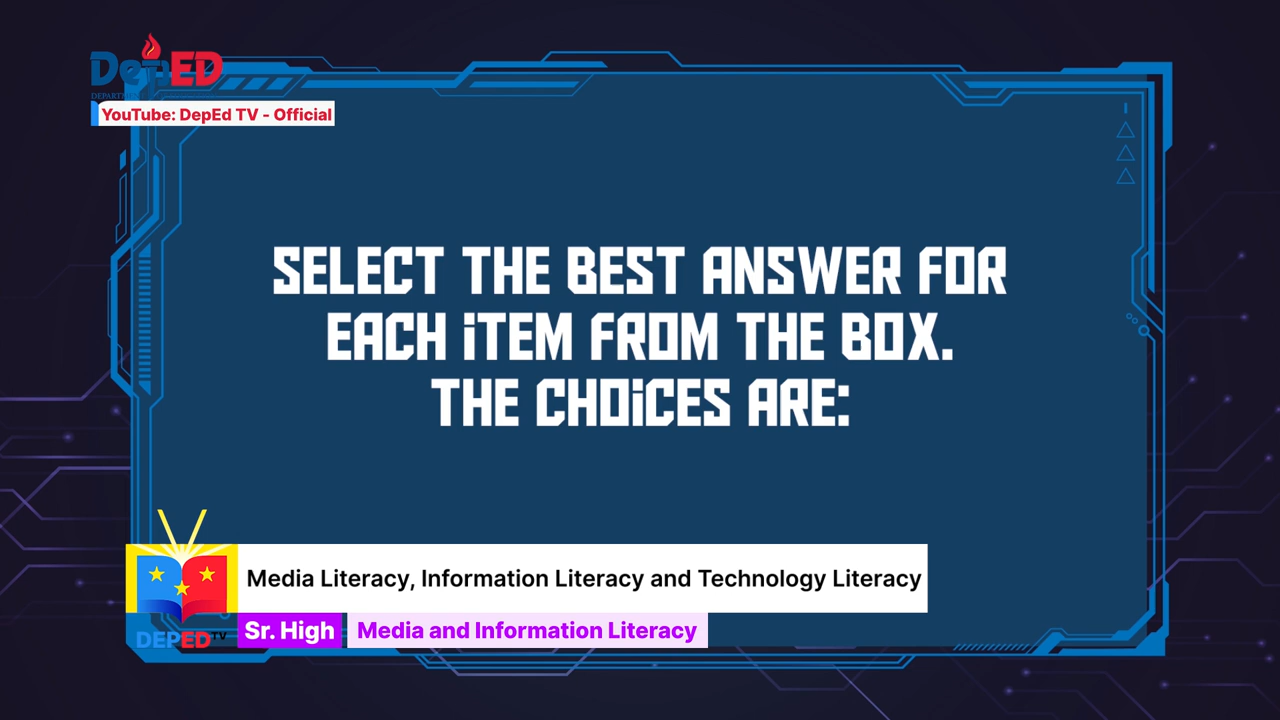 DepED
YouTube: DepEd TV - Official
SELECT THE BEST ANSWER FOR
EACH iTEM FROM THE BOX.
THE CHOiCES ARE:
Media Literacy, Information Literacy and Technology Literacy
Sr. High
Media and Information Literacy
DEPED TV